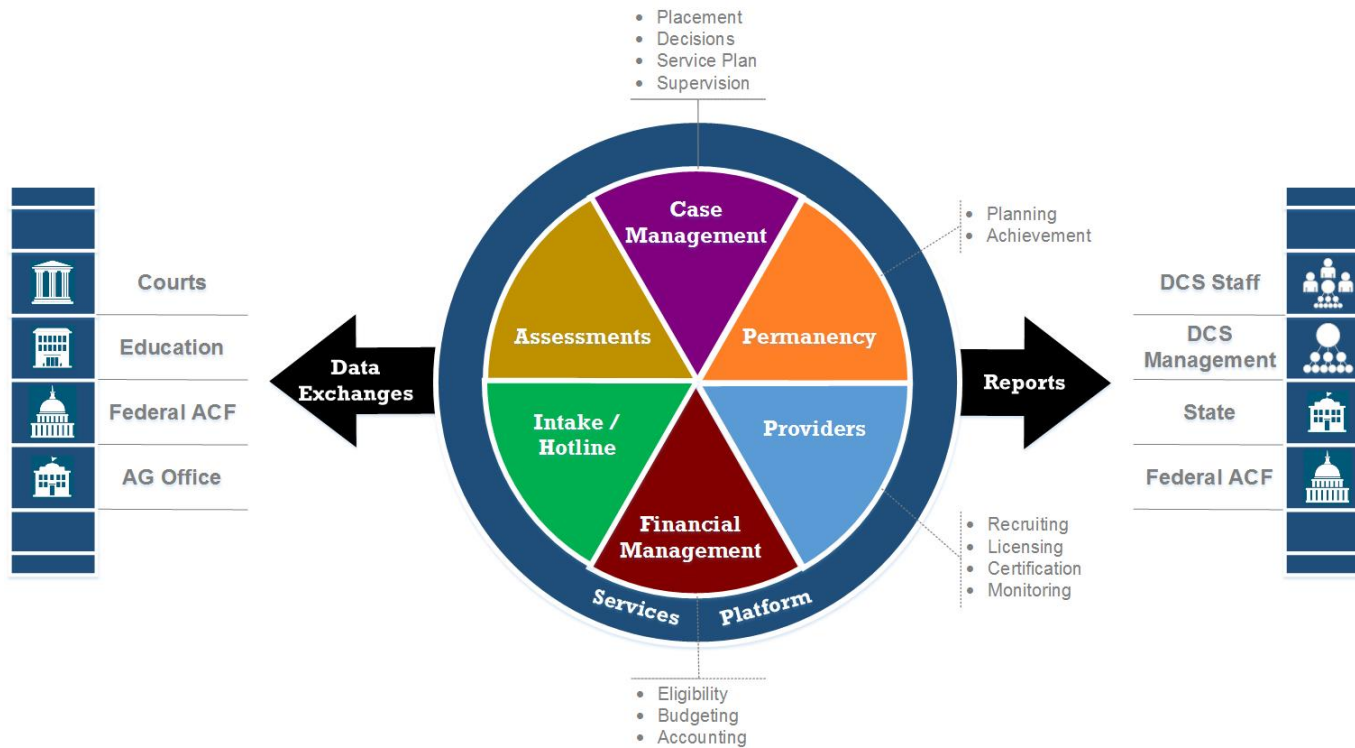 • Placement
• Decisions
• Service Plan
• Supervision
Case
Management
• Planning
• Achievement
Courts
Education
Federal ACF
AG Office
Data
Exchanges
Assessments
Permanency
Intake /
Hotline
Providers
Financial
Management
Services Platform
Reports
DCS Staff
DCS
Management
State
Federal ACF
• Recruiting
• Licensing
• Certification
• Monitoring
• Eligibility
• Budgeting
• Accounting